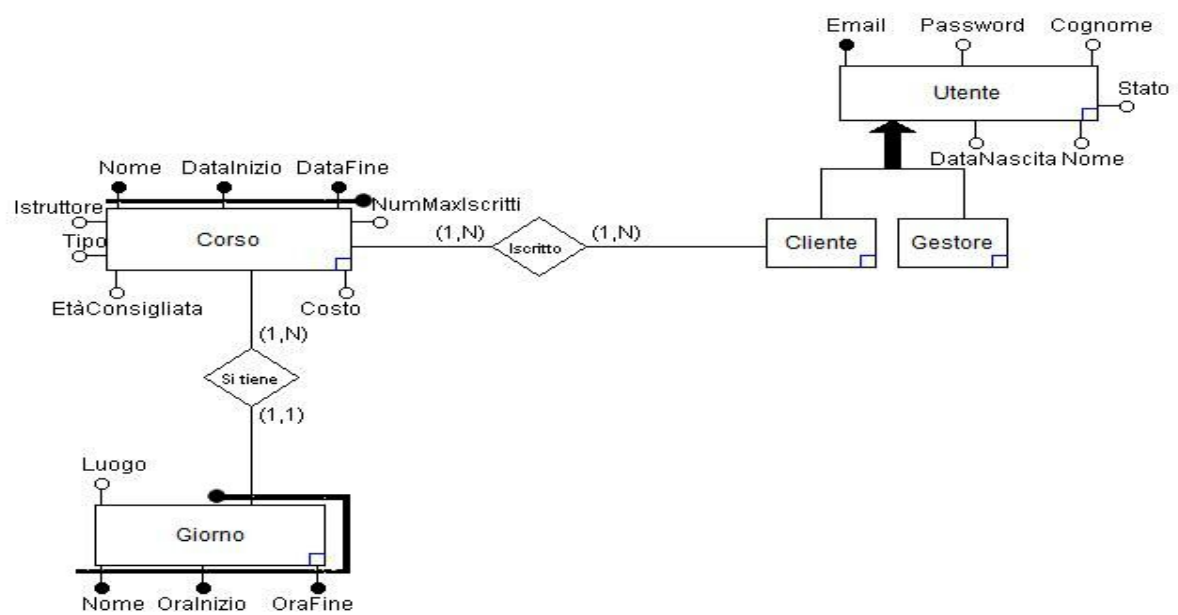 Email Password Cognome
Utente
Stato
DataNascita Nome
Nome DataInizio DataFine
Istruttore
NumMaxIscritti
Tipo
Corso
(1,N)
Iscritto
(1,N)
Cliente
Gestore
EtàConsigliata
Costo
(1,N)
Si tiene
(1,1)
Luogo
Giorno
Nome OraInizio OraFine